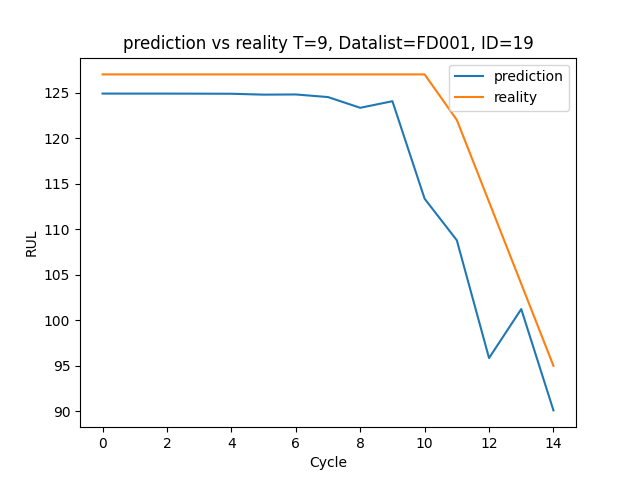 prediction vs reality T=9, Datalist=FD001, ID=19
prediction
reality
RUL
125
120
115
110
105
100
95
90
0 2 4 6 8 10 12 14
Cycle